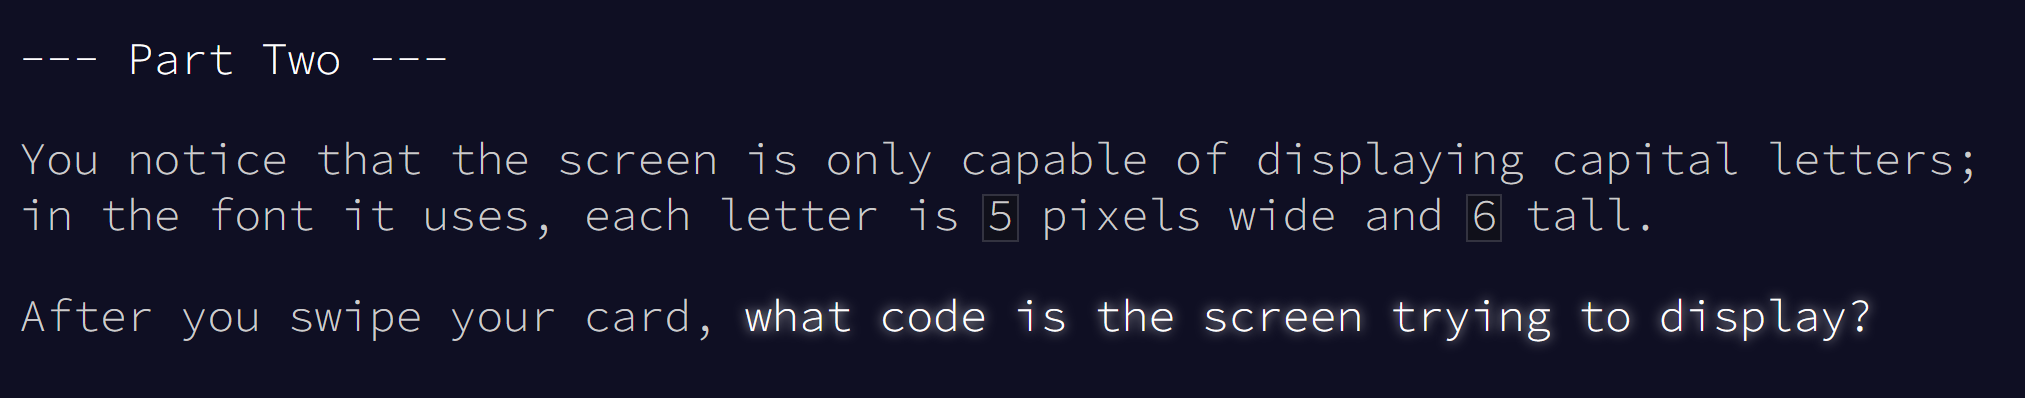 --- Part Two ---
You notice that the screen is only capable of displaying capital letters;
in the font it uses, each letter is 5 pixels wide and 6 tall.
After you swipe your card, what code is the screen trying to display?